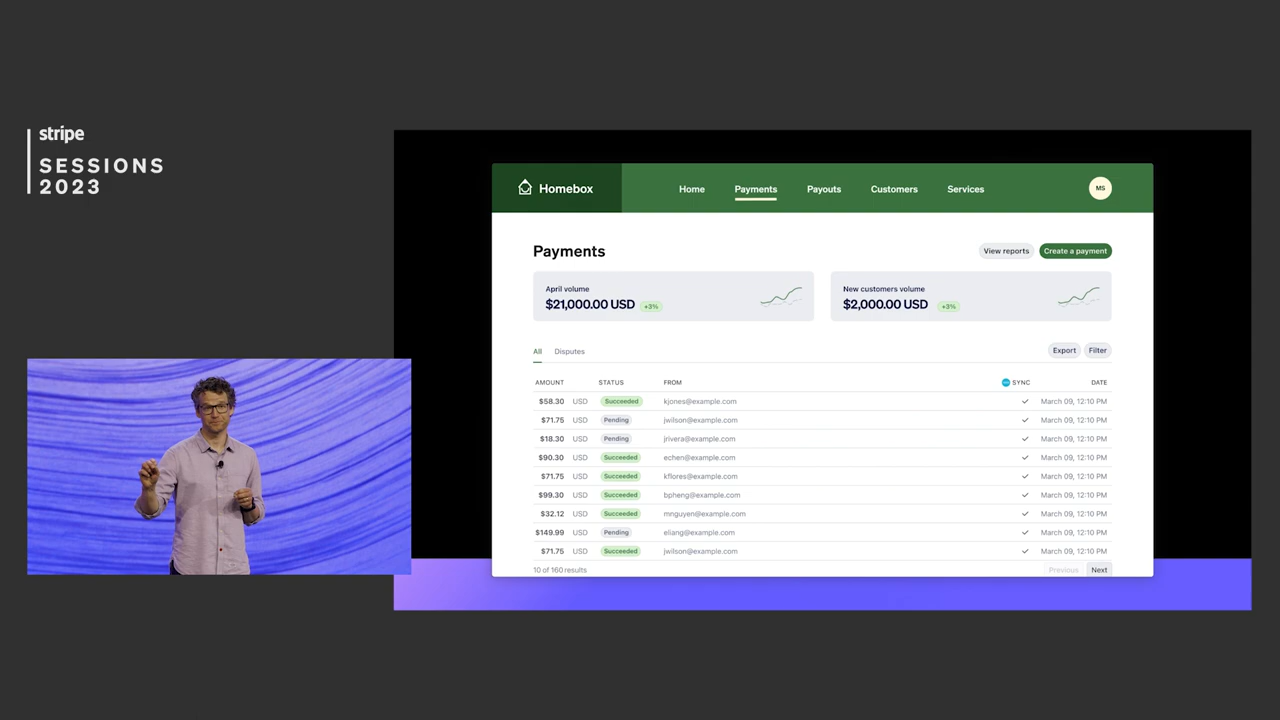 stripe
SESSIONS
2023
Homebox
Home Payments Payouts Customers Services
MS
Payments
View reports Create a payment
April volume
$21,000.00 USD +3%
New customers volume
$2,000.00 USD +3%
All Disputes
Export Filter
AMOUNT STATUS FROM SYNC DATE
$58.30 USD Succeeded kjones@example.com March 09, 12:10 PM
$71.75 USD Pending jwilson@example.com March 09, 12:10 PM
$18.30 USD Pending jrivera@example.com March 09, 12:10 PM
$90.30 USD Succeeded echen@example.com March 09, 12:10 PM
$71.75 USD Succeeded kflores@example.com March 09, 12:10 PM
$99.30 USD Succeeded bpheng@example.com March 09, 12:10 PM
$32.12 USD Succeeded mnguyen@example.com March 09, 12:10 PM
$149.99 USD Pending eliang@example.com March 09, 12:10 PM
$71.75 USD Succeeded jwilson@example.com March 09, 12:10 PM
10 of 160 results
Previous Next